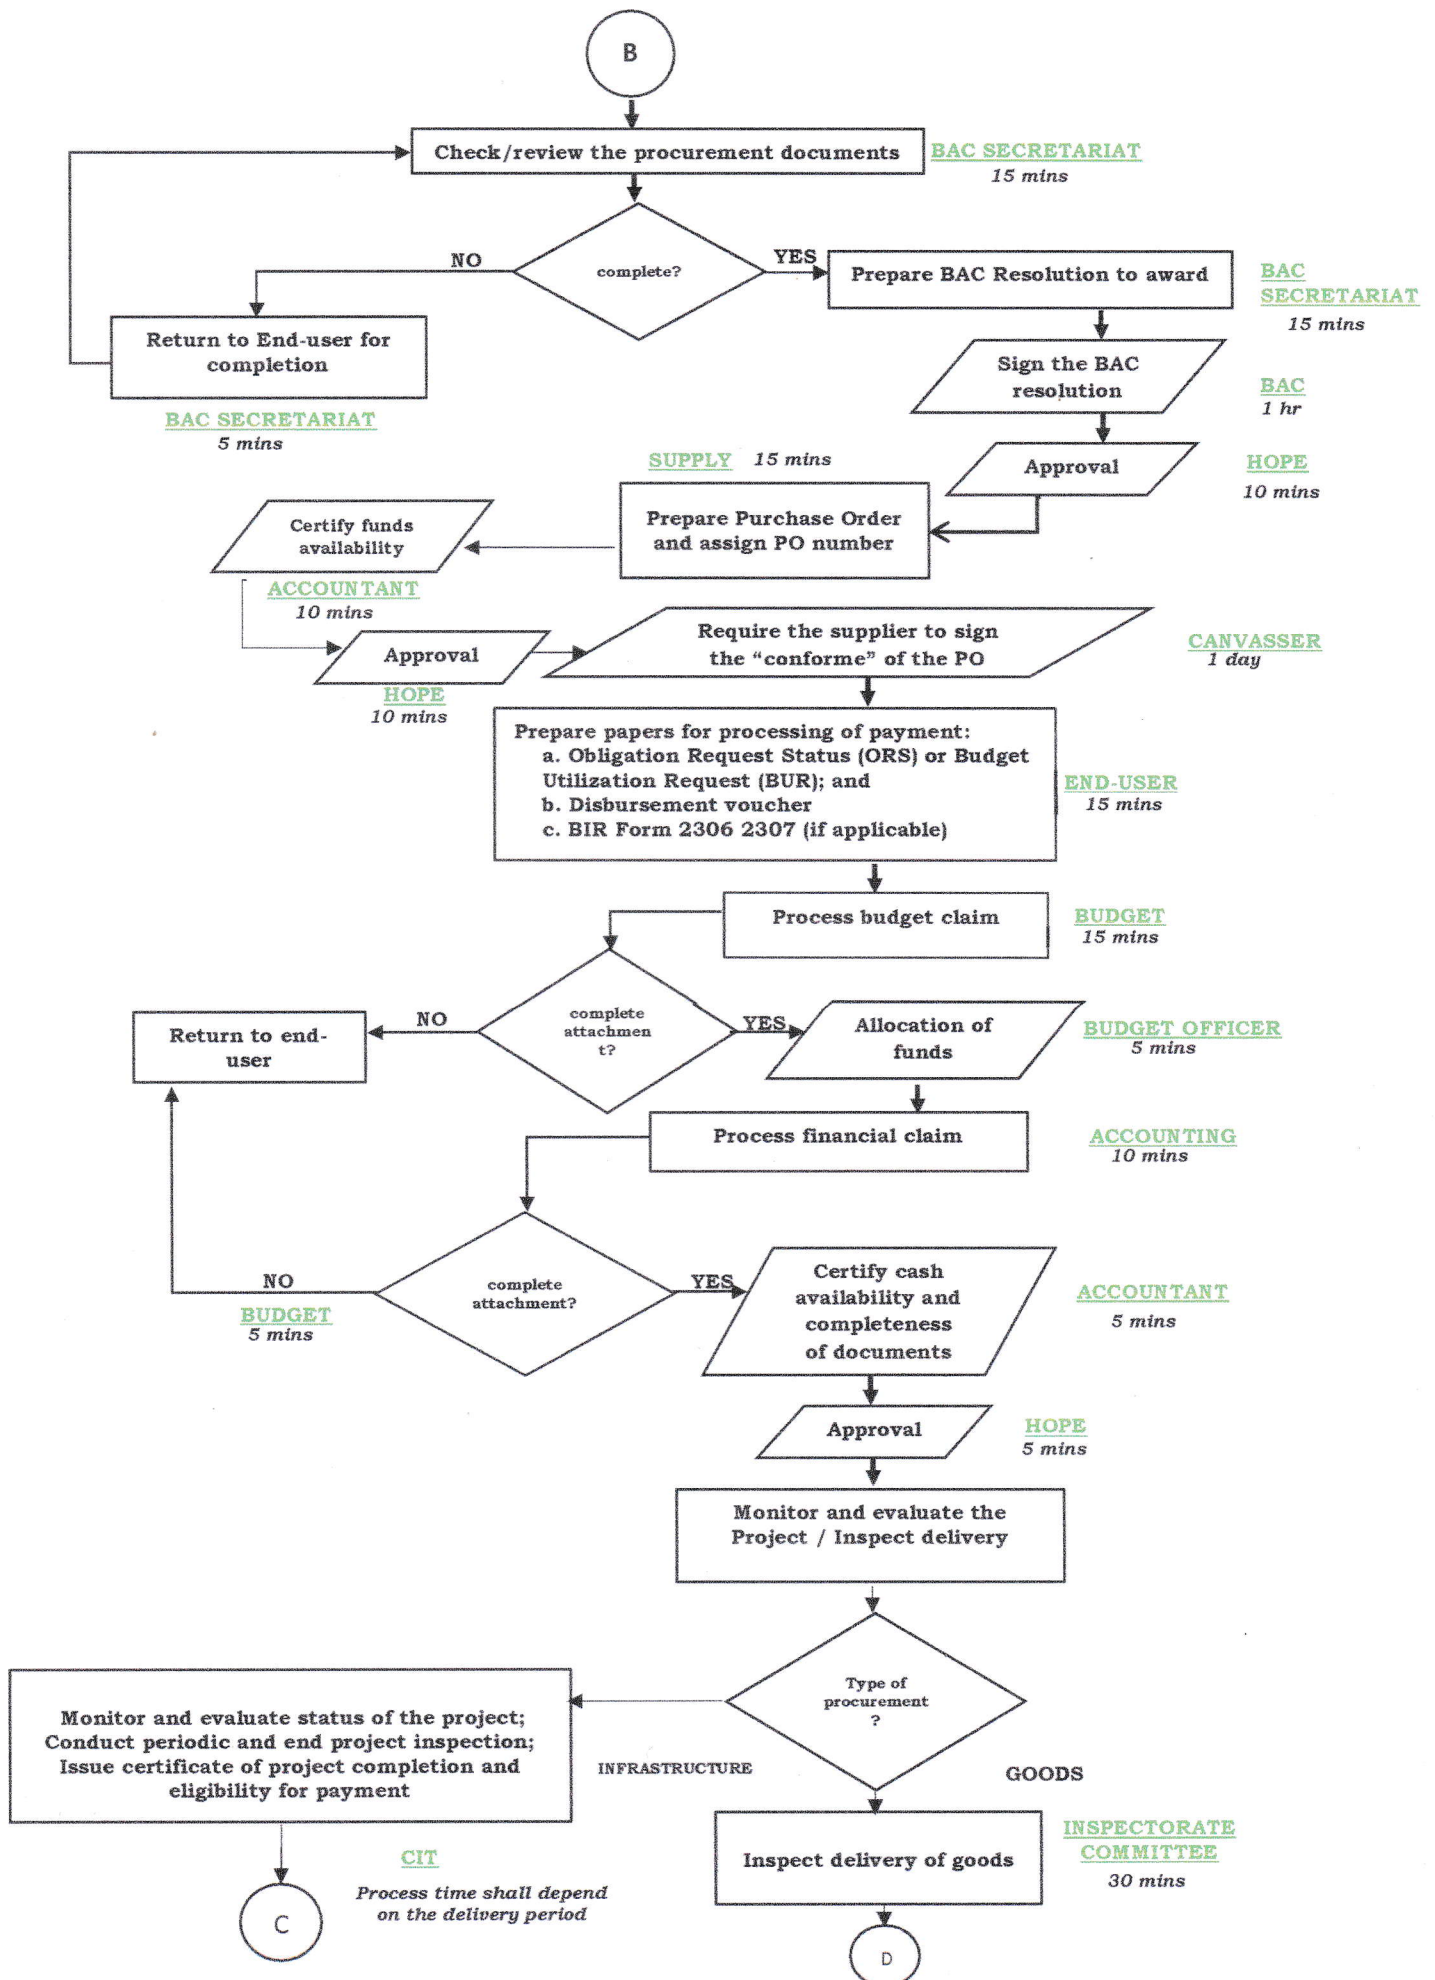 B
Check/review the procurement documents
BAC SECRETARIAT
15 mins
complete?
NO
YES
Prepare BAC Resolution to award
BAC
SECRETARIAT
15 mins
Return to End-user for
completion
BAC SECRETARIAT
5 mins
Sign the BAC
resolution
BAC
1 hr
Approval
HOPE
10 mins
SUPPLY 15 mins
Prepare Purchase Order
and assign PO number
Certify funds
availability
ACCOUNTANT
10 mins
Approval
HOPE
10 mins
Require the supplier to sign
the “conforme” of the PO
CANVASSER
1 day
Prepare papers for processing of payment:
a. Obligation Request Status (ORS) or Budget
Utilization Request (BUR); and
b. Disbursement voucher
c. BIR Form 2306 2307 (if applicable)
END-USER
15 mins
Process budget claim
BUDGET
15 mins
complete
attachmen
t?
NO
YES
Return to end-
user
Allocation of
funds
BUDGET OFFICER
5 mins
Process financial claim
ACCOUNTING
10 mins
complete
attachment?
NO
BUDGET
5 mins
YES
Certify cash
availability and
completeness
of documents
ACCOUNTANT
5 mins
Approval
HOPE
5 mins
Monitor and evaluate the
Project / Inspect delivery
Type of
procurement
?
INFRASTRUCTURE
GOODS
Monitor and evaluate status of the project;
Conduct periodic and end project inspection;
Issue certificate of project completion and
eligibility for payment
CIT
Process time shall depend
on the delivery period
C
Inspect delivery of goods
INSPECTORATE
COMMITTEE
30 mins
D